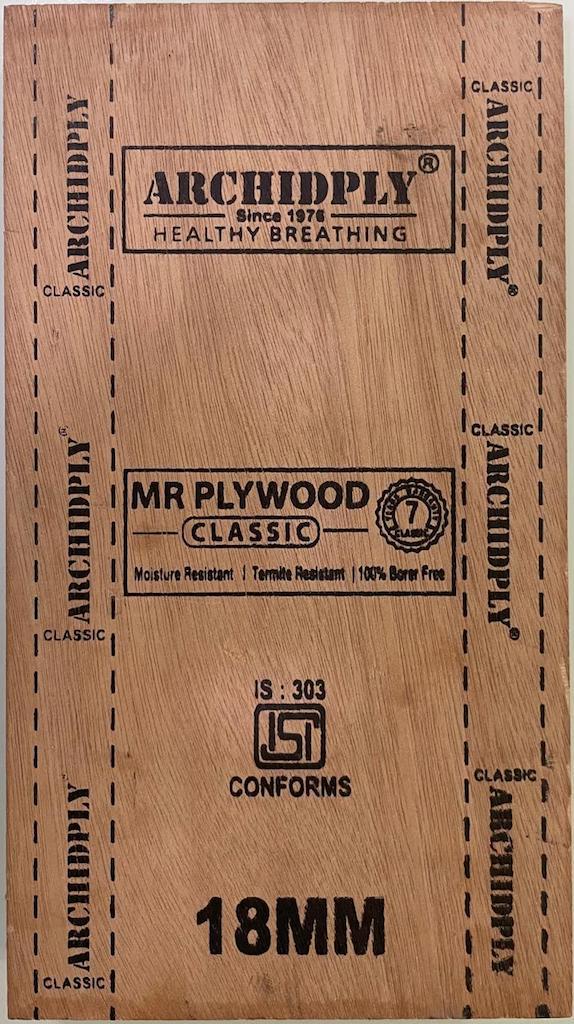 ARCHIDPLY®
Since 1976
HEALTHY BREATHING
MR PLYWOOD
CLASSIC
7
CLASSIC
Moisture Resistant | Termite Resistant | 100% Borer Free
IS : 303
ISI
CONFORMS
18MM
ARCHIDPLY
CLASSIC
ARCHIDPLY®
CLASSIC
ARCHIDPLY
CLASSIC
CLASSIC
ARCHIDPLY®
CLASSIC
ARCHIDPLY®
CLASSIC
ARCHIDPLY